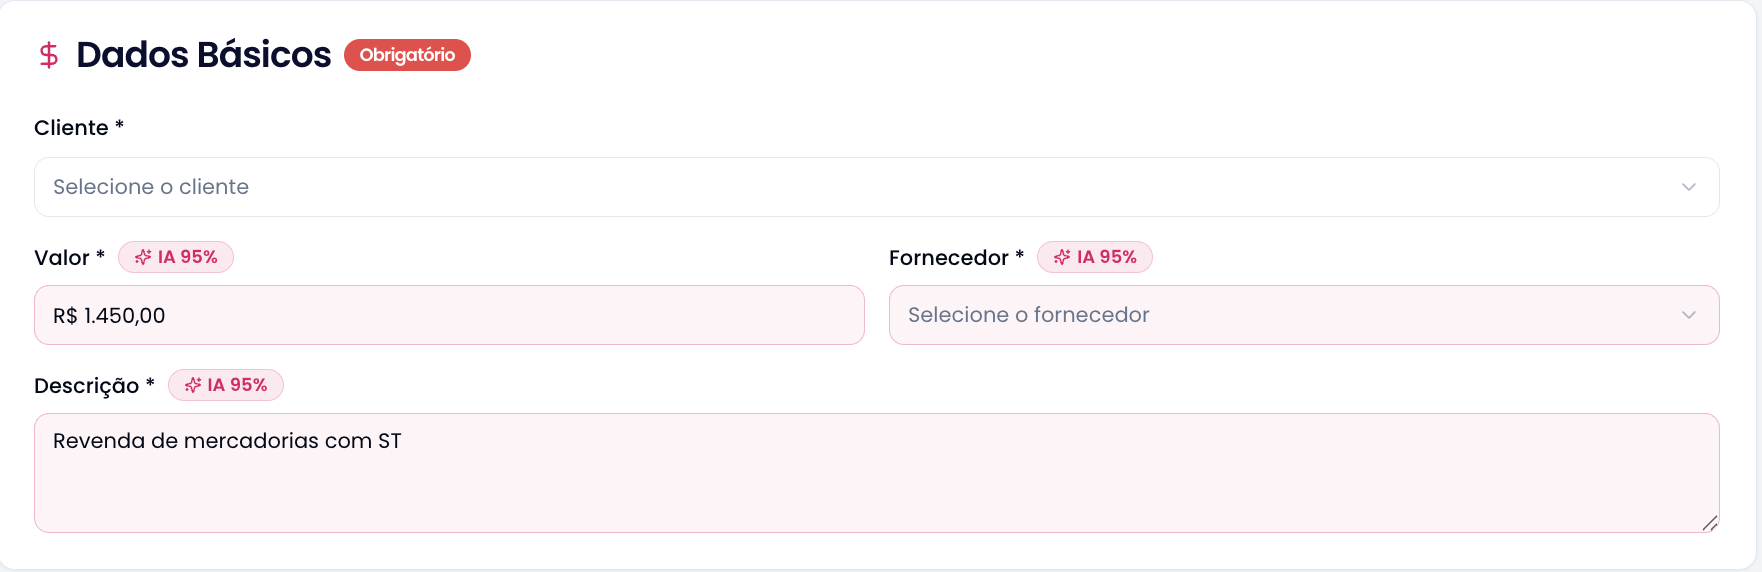 Dados Básicos Obrigatório
Cliente *
Selecione o cliente
Valor * IA 95%
Fornecedor * IA 95%
R$ 1.450,00
Selecione o fornecedor
Descrição * IA 95%
Revenda de mercadorias com ST